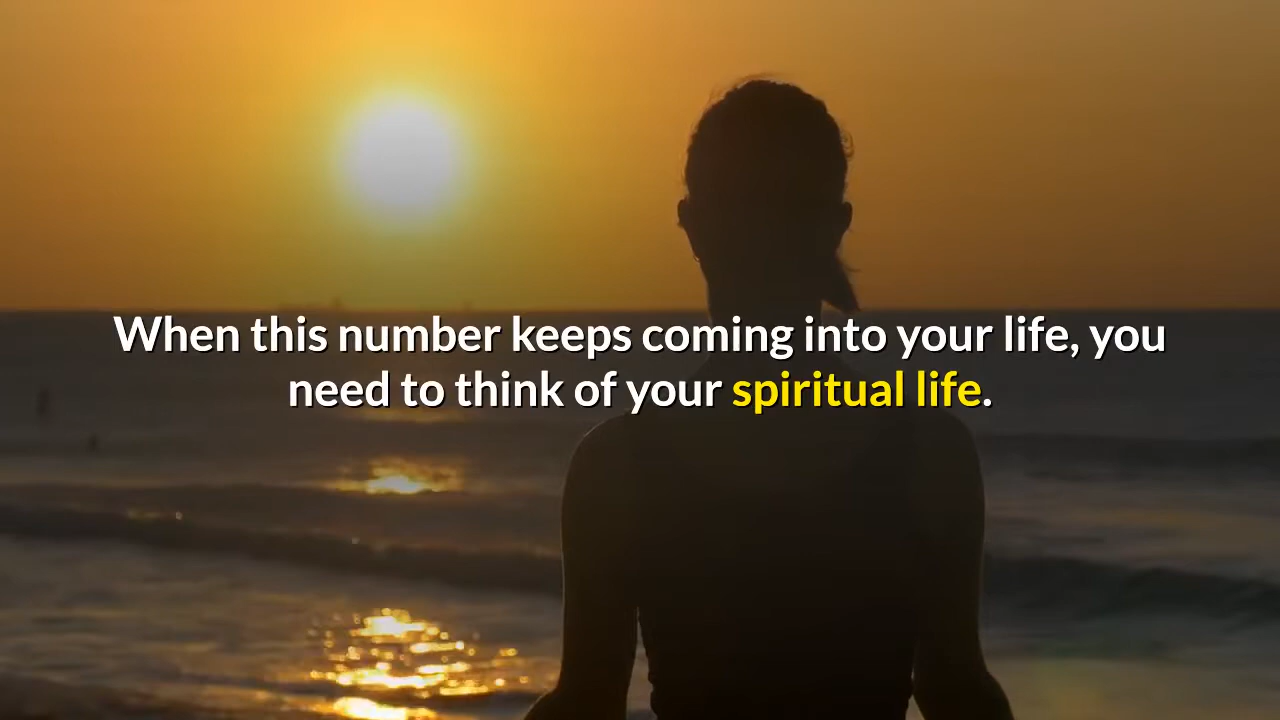 When this number keeps coming into your life, you
need to think of your spiritual life.